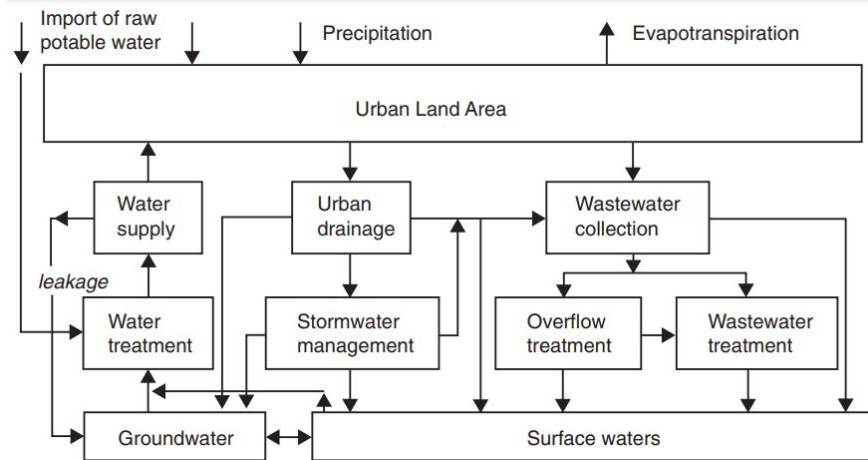 Import of raw
potable water
Precipitation
Evapotranspiration
Urban Land Area
Water
supply
Urban
drainage
Wastewater
collection
leakage
Water
treatment
Stormwater
management
Overflow
treatment
Wastewater
treatment
Groundwater
Surface waters